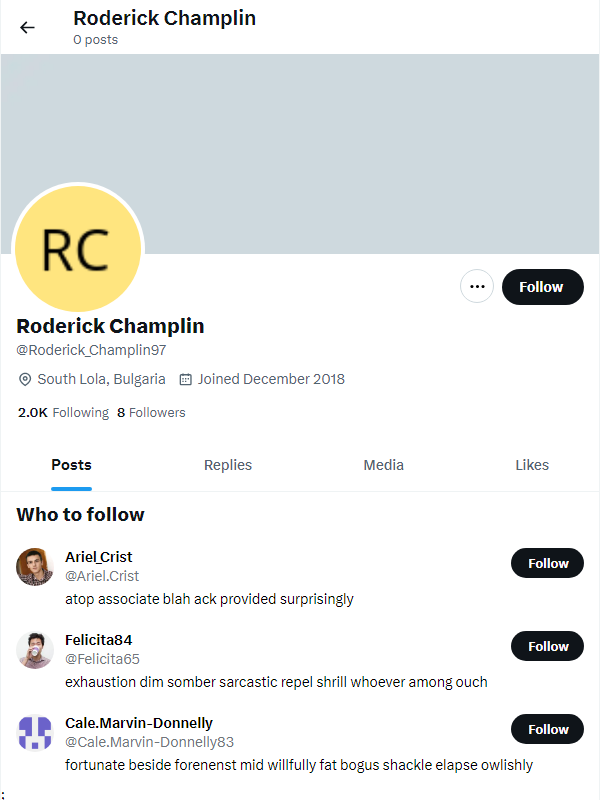 Roderick Champlin
0 posts
RC
Follow
Roderick Champlin
@Roderick_Champlin97
South Lola, Bulgaria Joined December 2018
2.0K Following 8 Followers
Posts Replies Media Likes
Who to follow
Ariel_Crist
@Ariel.Crist
Follow
atop associate blah ack provided surprisingly
Felicita84
@Felicita65
Follow
exhaustion dim somber sarcastic repel shrill whoever among ouch
Cale.Marvin-Donnelly
@Cale.Marvin-Donnelly83
Follow
fortunate beside forenenst mid willfully fat bogus shackle elapse owlishly
;